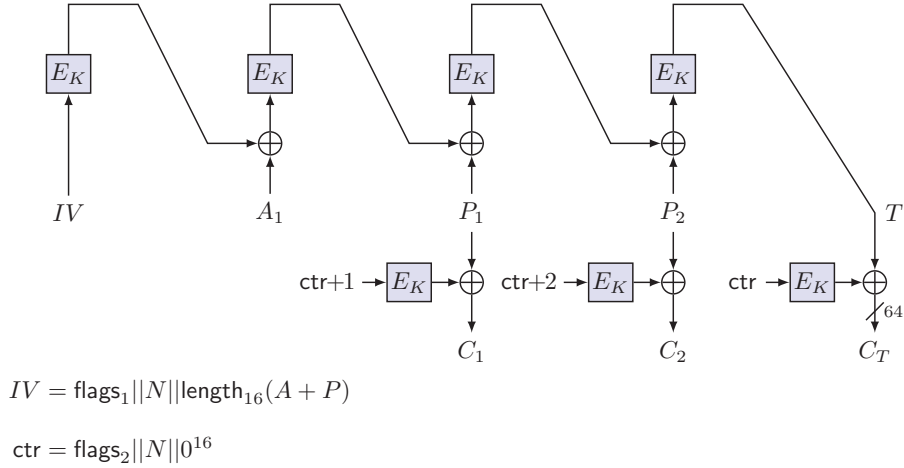 E_K E_K E_K E_K
IV A_1 P_1 P_2 T
ctr+1 E_K ctr+2 E_K ctr E_K
64
C_1 C_2 C_T
IV = flags_1||N||length_16(A + P)
ctr = flags_2||N||0^16